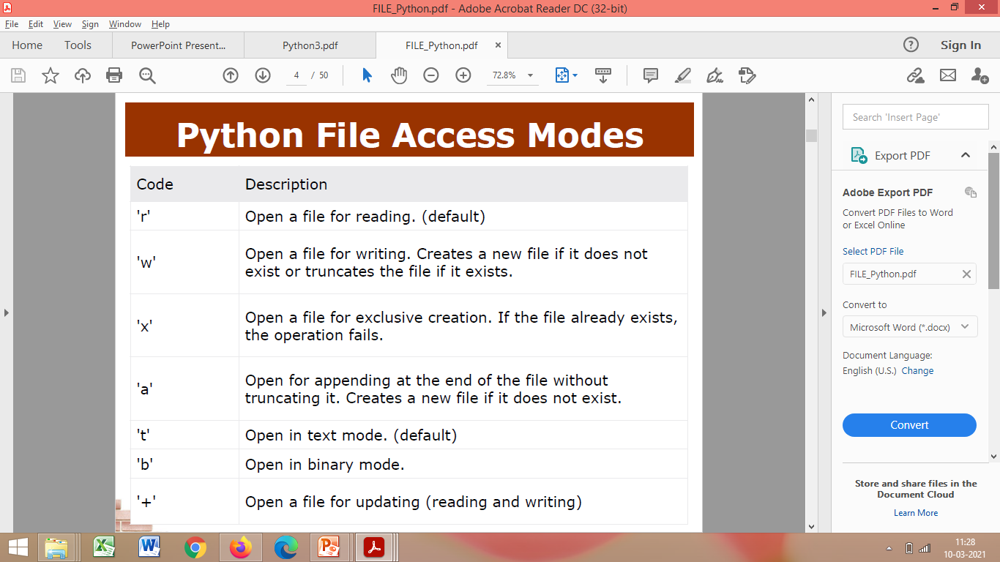 FILE_Python.pdf - Adobe Acrobat Reader DC (32-bit)
File Edit View Sign Window Help
Home Tools PowerPoint Present... Python3.pdf FILE_Python.pdf × Sign In
4 / 50 72.8%
Python File Access Modes
Code Description
'r' Open a file for reading. (default)
'w' Open a file for writing. Creates a new file if it does not
exist or truncates the file if it exists.
'x' Open a file for exclusive creation. If the file already exists,
the operation fails.
'a' Open for appending at the end of the file without
truncating it. Creates a new file if it does not exist.
't' Open in text mode. (default)
'b' Open in binary mode.
'+' Open a file for updating (reading and writing)
Search 'Insert Page'
Export PDF
Adobe Export PDF
Convert PDF Files to Word
or Excel Online
Select PDF File
FILE_Python.pdf
Convert to
Microsoft Word (*.docx)
Document Language:
English (U.S.) Change
Convert
Store and share files in the
Document Cloud
Learn More
11:28
10-03-2021